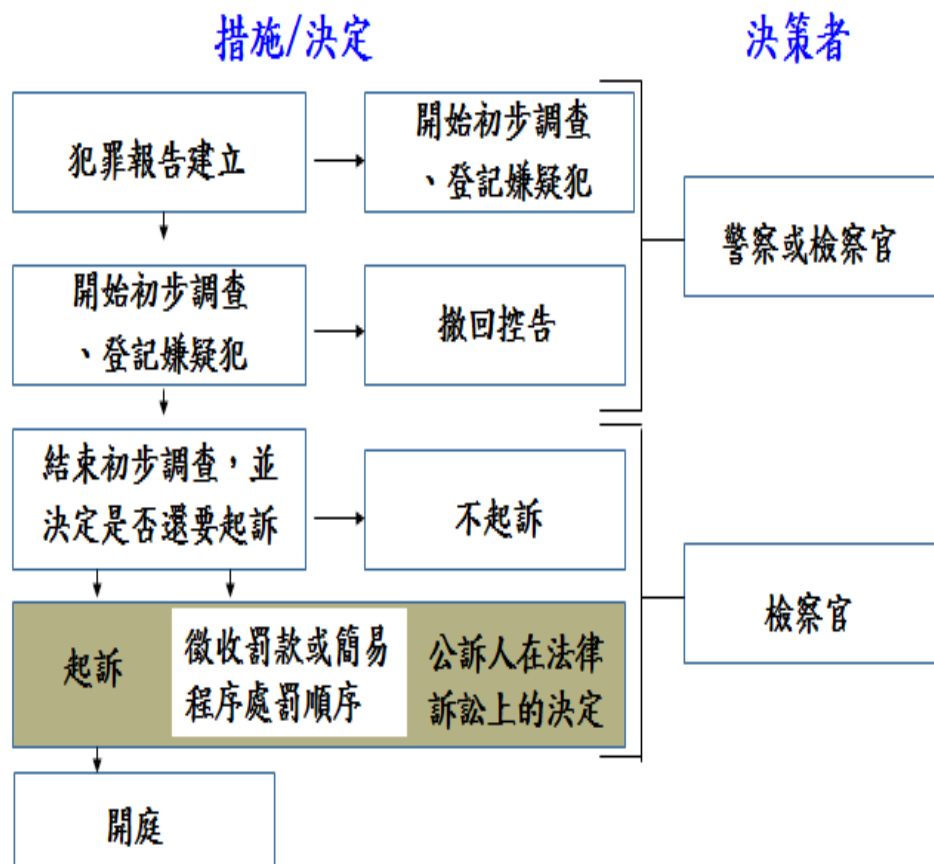 措施/決定
決策者
犯罪報告建立
開始初步調查
、登記嫌疑犯
警察或檢察官
開始初步調查
、登記嫌疑犯
撤回控告
結束初步調查，並
決定是否還要起訴
不起訴
檢察官
起訴
徵收罰款或簡易
程序處罰順序
公訴人在法律
訴訟上的決定
開庭